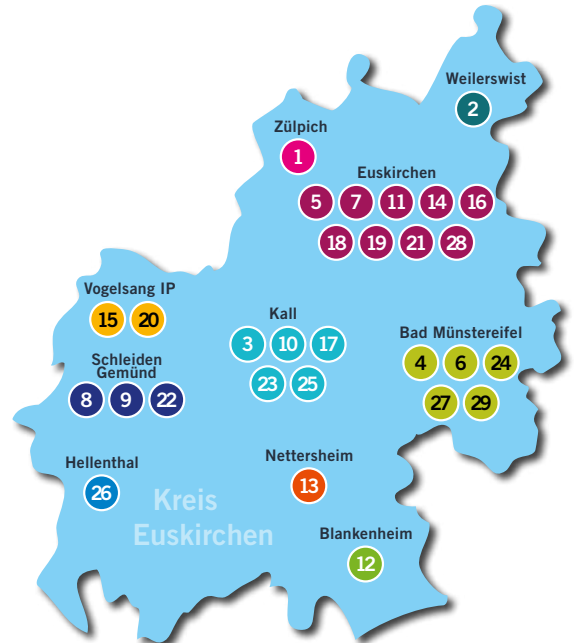 Weilerswist
2
Zülpich
1
Euskirchen
5 7 11 14 16
18 19 21 28
Vogelsang IP
15 20
Kall
3 10 17
23 25
Bad Münstereifel
4 6 24
27 29
Schleiden
Gemünd
8 9 22
Hellenthal
26
Nettersheim
13
Kreis
Euskirchen
Blankenheim
12